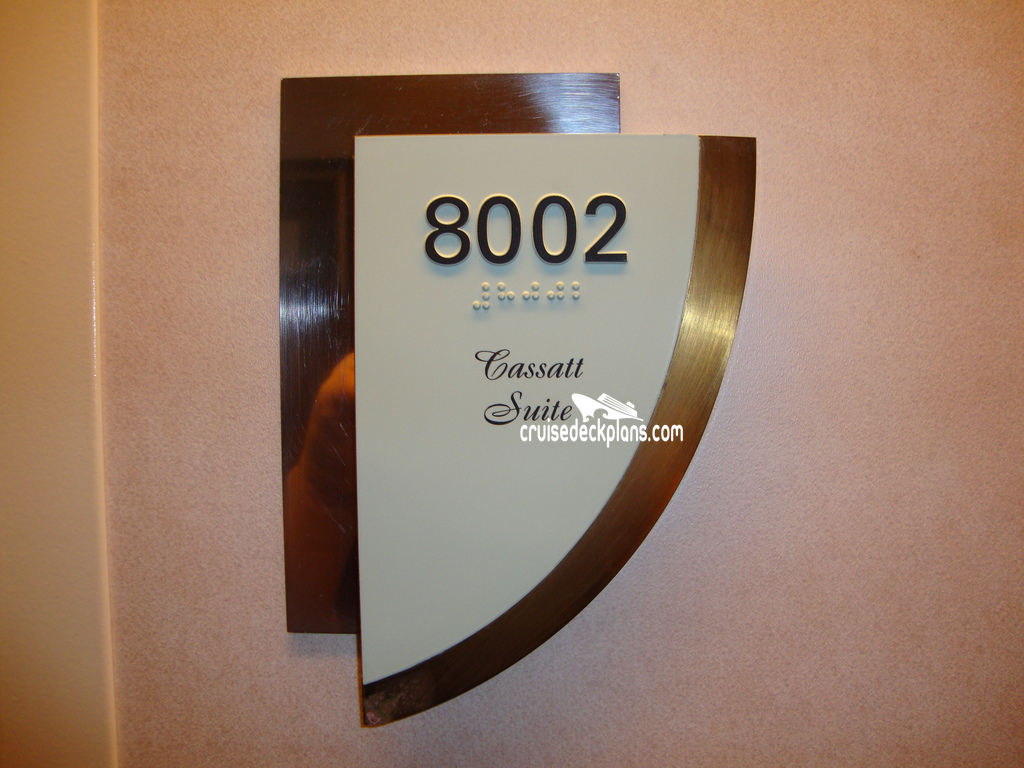 8002
⠼⠓⠚⠚⠃
Cassatt
Suite
cruisedeckplans.com